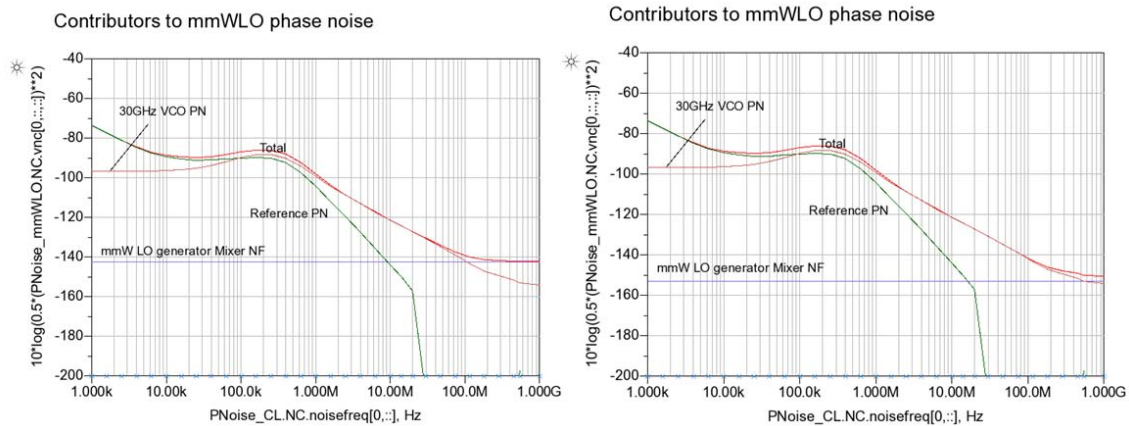 Contributors to mmWLO phase noise
10*log(0.5*(PNoise_mmWLO.NC.vnc[0,::,::])**2)
-40
-60
-80
-100
-120
-140
-160
-180
-200
30GHz VCO PN
Total
Reference PN
mmW LO generator Mixer NF
1.000k
10.00k
100.0k
1.000M
10.00M
100.0M
1.000G
PNoise_CL.NC.noisefreq[0,::], Hz
Contributors to mmWLO phase noise
10*log(0.5*(PNoise_mmWLO.NC.vnc[0,::,::])**2)
-40
-60
-80
-100
-120
-140
-160
-180
-200
30GHz VCO PN
Total
Reference PN
mmW LO generator Mixer NF
1.000k
10.00k
100.0k
1.000M
10.00M
100.0M
1.000G
PNoise_CL.NC.noisefreq[0,::], Hz